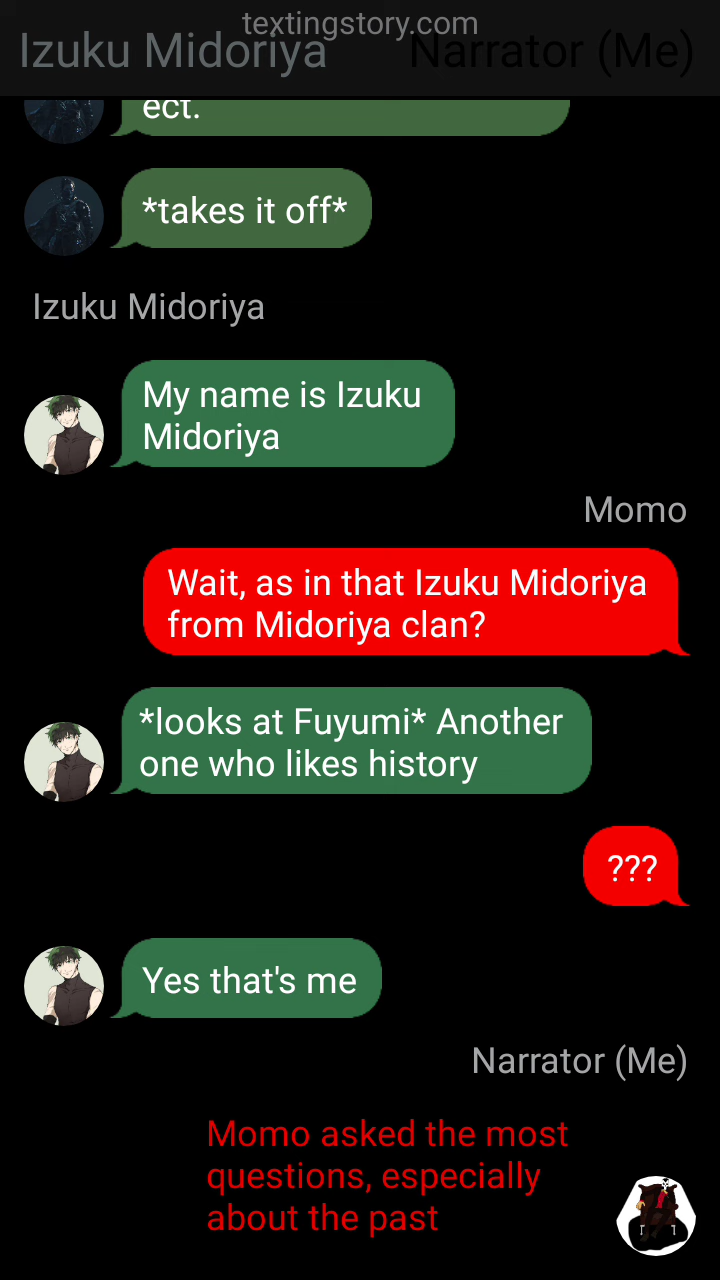 textingstory.com
Izuku Midoriya
Narrator (Me)
ect.
*takes it off*
Izuku Midoriya
My name is Izuku
Midoriya
Momo
Wait, as in that Izuku Midoriya
from Midoriya clan?
*looks at Fuyumi* Another
one who likes history
???
Yes that's me
Narrator (Me)
Momo asked the most
questions, especially
about the past